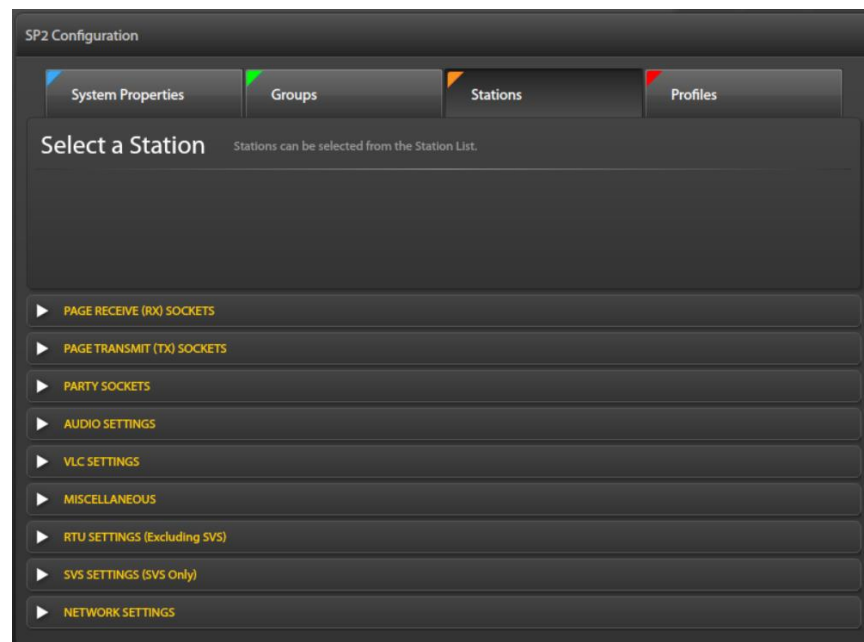 SP2 Configuration
System Properties
Groups
Stations
Profiles
Select a Station
Stations can be selected from the Station List.
PAGE RECEIVE (RX) SOCKETS
PAGE TRANSMIT (TX) SOCKETS
PARTY SOCKETS
AUDIO SETTINGS
VLC SETTINGS
MISCELLANEOUS
RTU SETTINGS (Excluding SVS)
SVS SETTINGS (SVS Only)
NETWORK SETTINGS